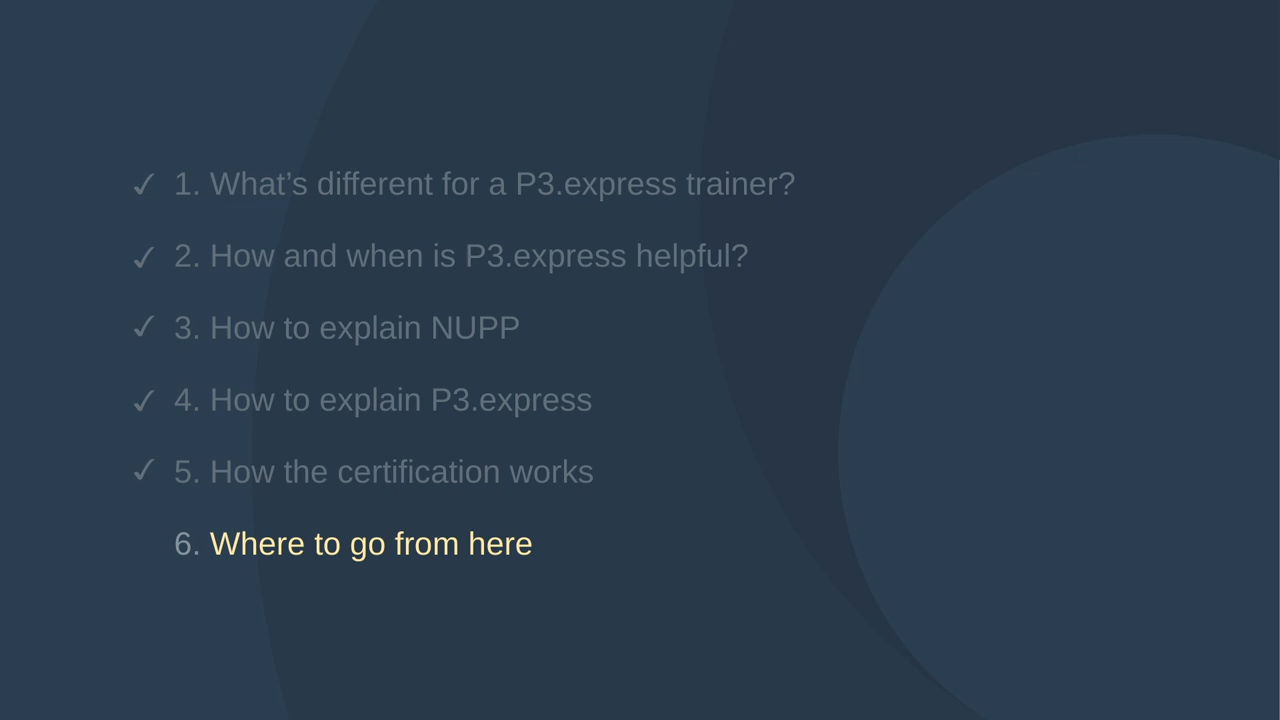 ✓ 1. What’s different for a P3.express trainer?
✓ 2. How and when is P3.express helpful?
✓ 3. How to explain NUPP
✓ 4. How to explain P3.express
✓ 5. How the certification works
6. Where to go from here